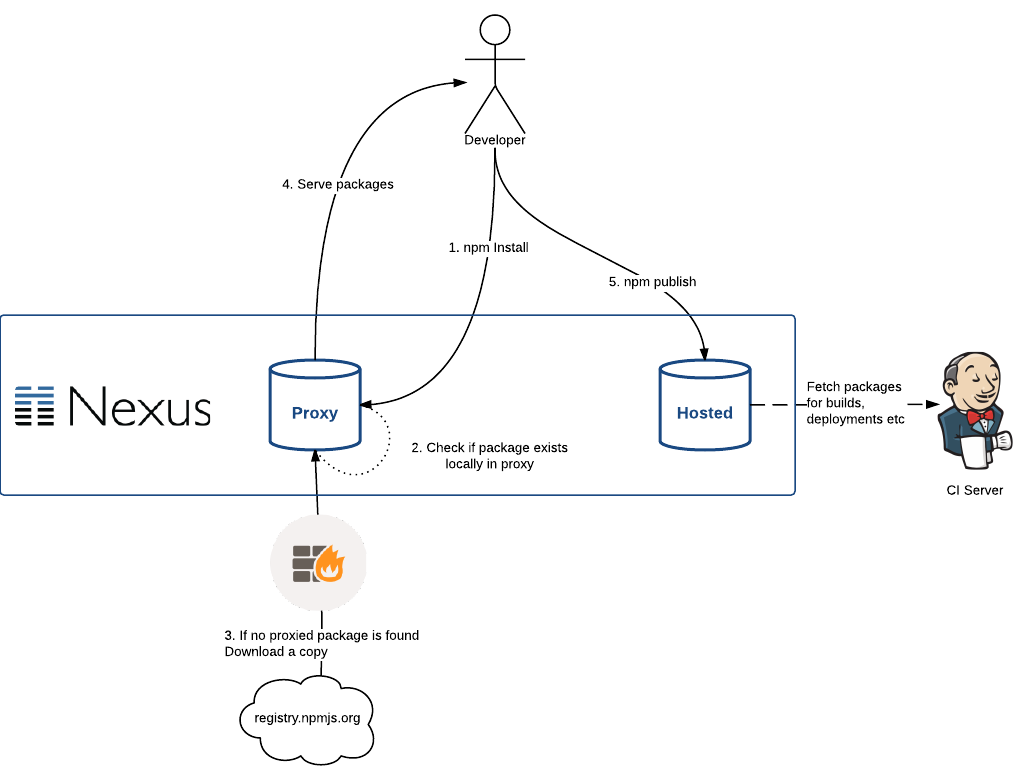 Developer
4. Serve packages
1. npm Install
5. npm publish
Nexus
Proxy
Hosted
Fetch packages
for builds,
deployments etc
2. Check if package exists
locally in proxy
CI Server
3. If no proxied package is found
Download a copy
registry.npmjs.org